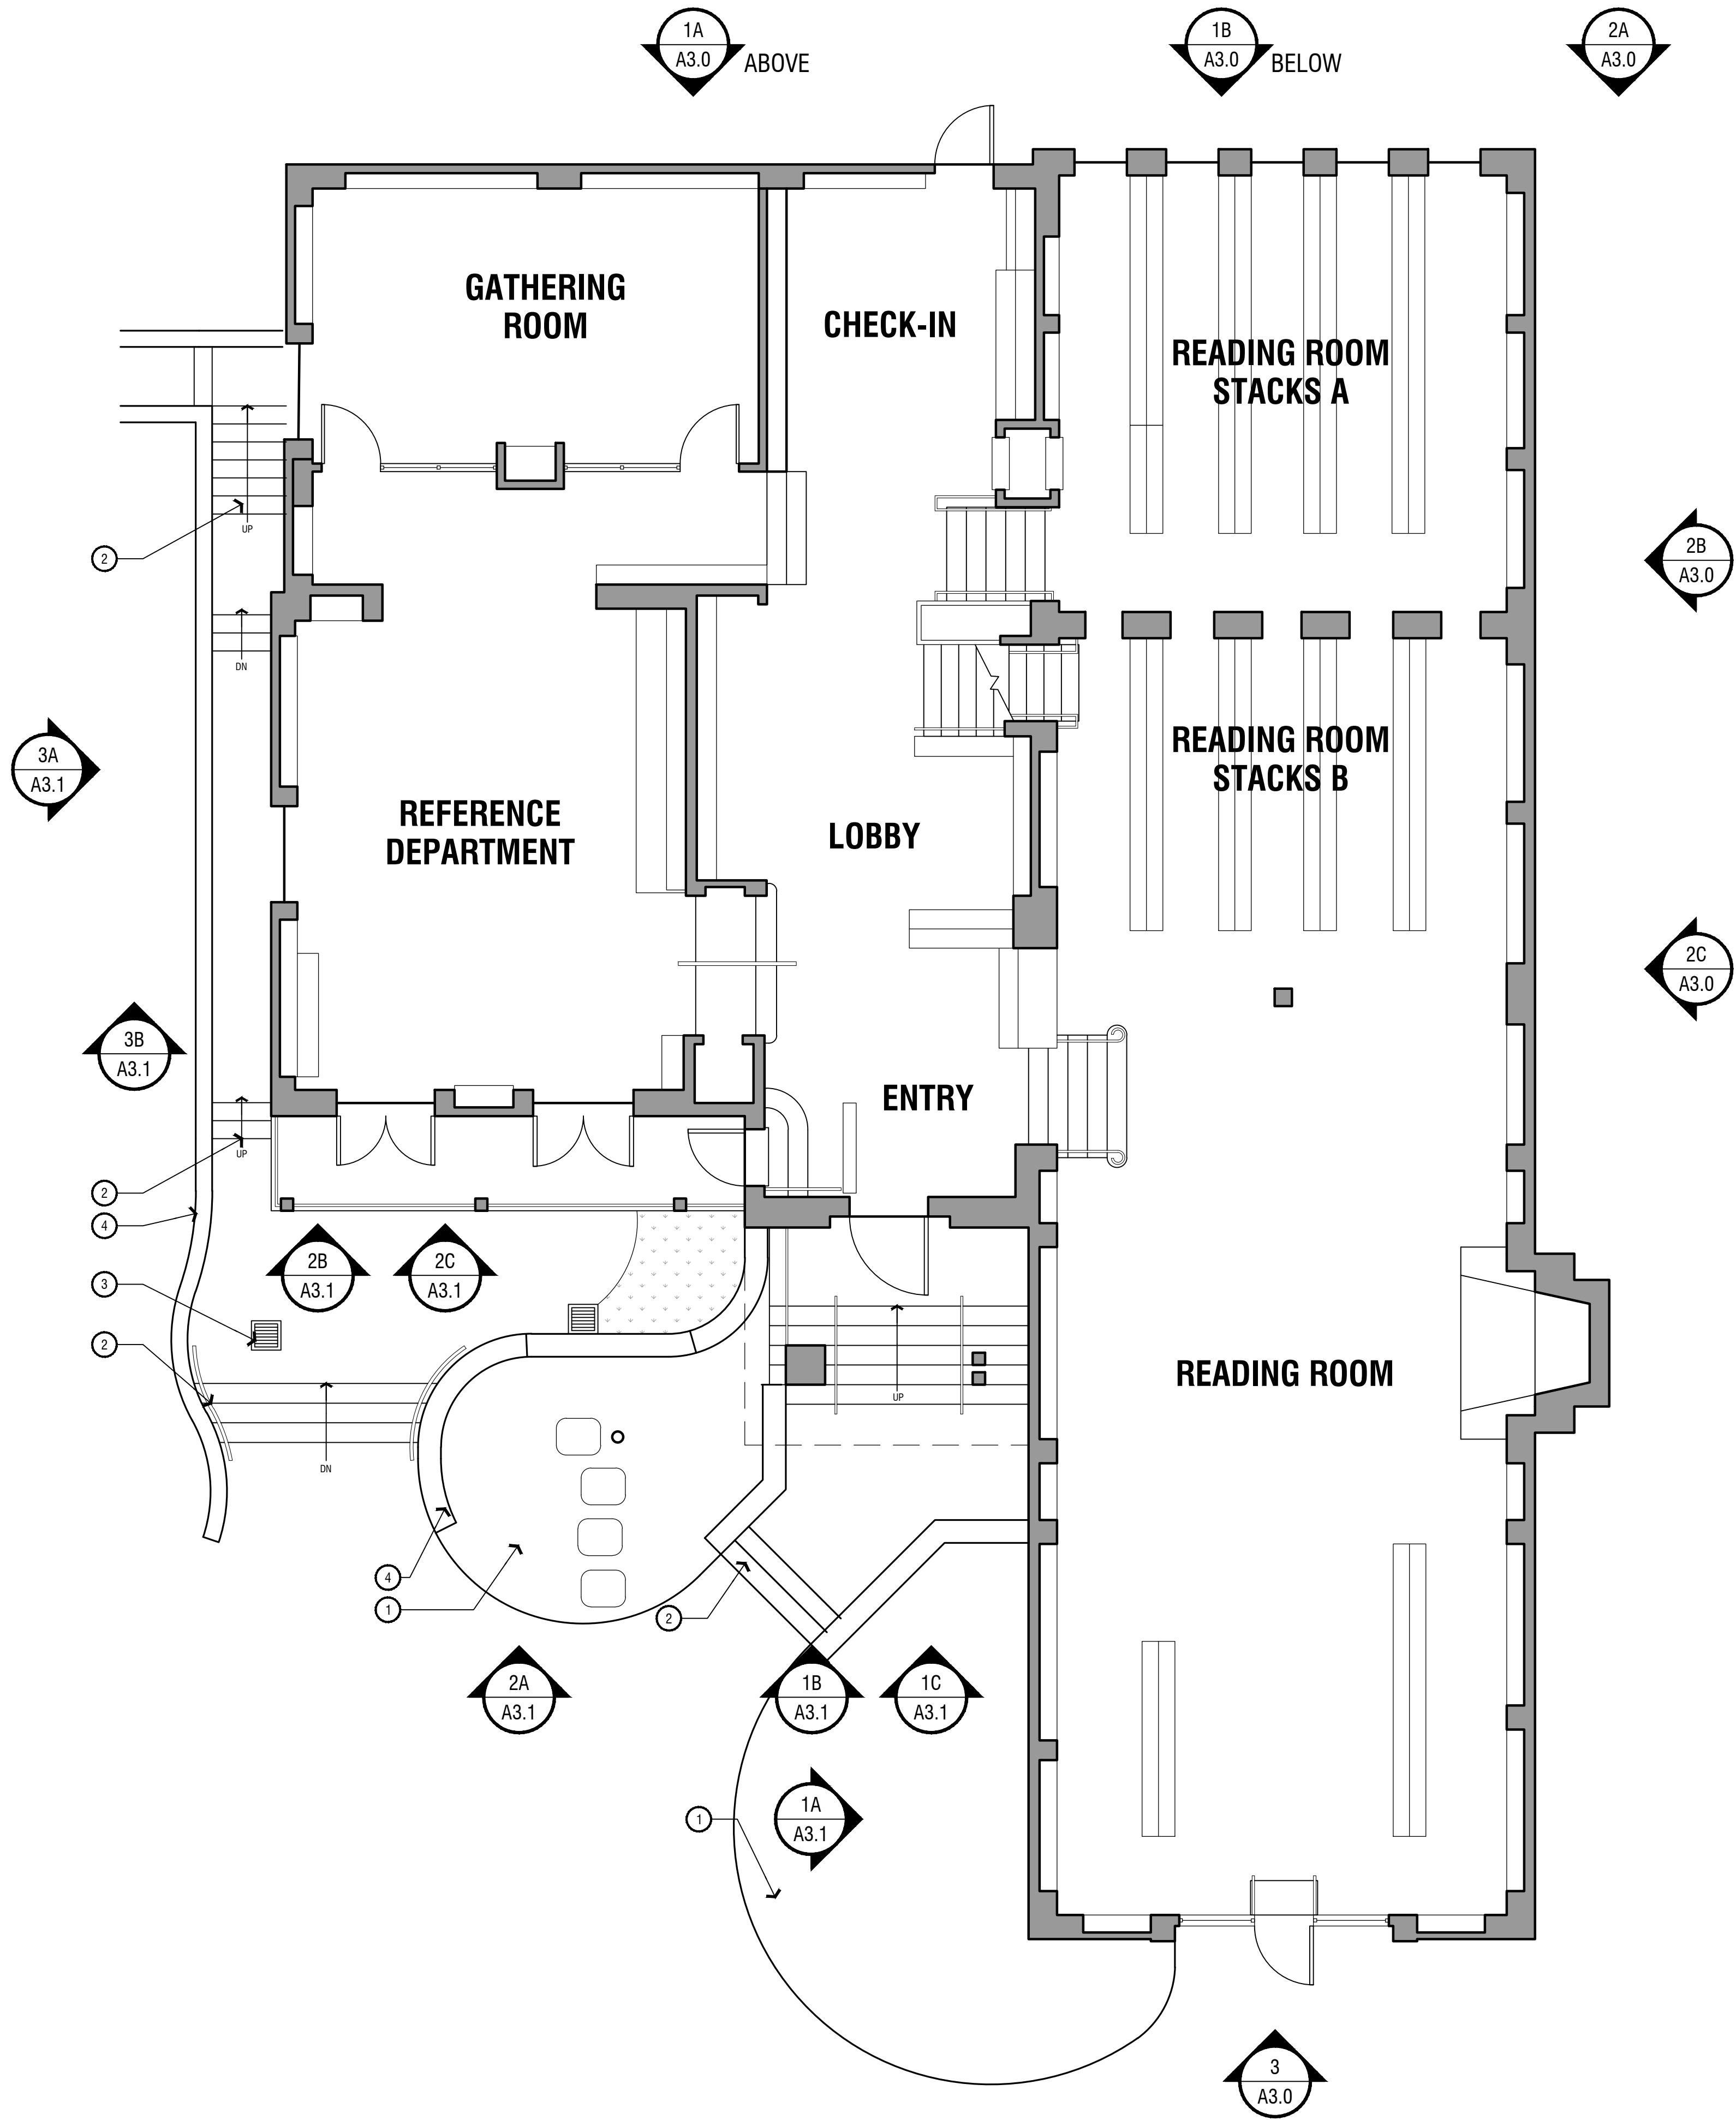 1A
A3.0
ABOVE
1B
A3.0
BELOW
2A
A3.0
GATHERING
ROOM
CHECK-IN
READING ROOM
STACKS A
UP
2
2B
A3.0
DN
3A
A3.1
READING ROOM
STACKS B
REFERENCE
DEPARTMENT
LOBBY
2C
A3.0
3B
A3.1
ENTRY
UP
2
4
3
2
2B
A3.1
2C
A3.1
READING ROOM
UP
DN
4
1
2
2A
A3.1
1B
A3.1
1C
A3.1
1
1A
A3.1
3
A3.0